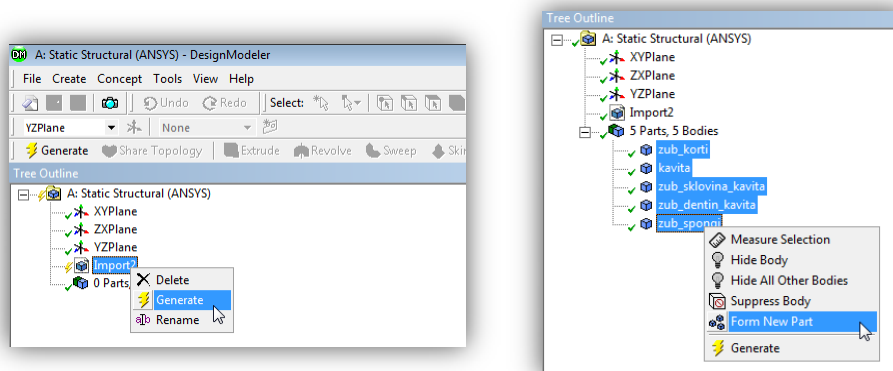 A: Static Structural (ANSYS) - DesignModeler
File Create Concept Tools View Help
Undo Redo Select:
YZPlane None
Generate Share Topology Extrude Revolve Sweep
Tree Outline
A: Static Structural (ANSYS)
XYPlane
ZXPlane
YZPlane
Import2
0 Parts,
Delete
Generate
Rename
Tree Outline
A: Static Structural (ANSYS)
XYPlane
ZXPlane
YZPlane
Import2
5 Parts, 5 Bodies
zub_korti
kavita
zub_sklovina_kavita
zub_dentin_kavita
zub_spongi
Measure Selection
Hide Body
Hide All Other Bodies
Suppress Body
Form New Part
Generate